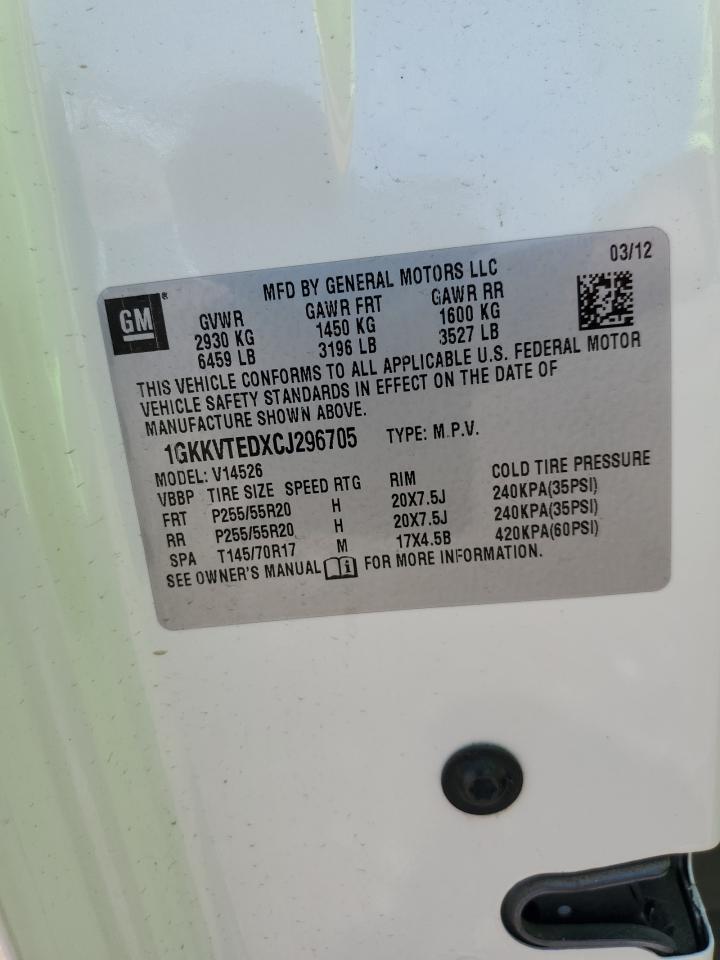 03/12
MFD BY GENERAL MOTORS LLC
GM®
GVWR GAWR FRT GAWR RR
2930 KG 1450 KG 1600 KG
6459 LB 3196 LB 3527 LB
THIS VEHICLE CONFORMS TO ALL APPLICABLE U.S. FEDERAL MOTOR
VEHICLE SAFETY STANDARDS IN EFFECT ON THE DATE OF
MANUFACTURE SHOWN ABOVE.
1GKKVTEDXCJ296705 TYPE: M.P.V.
MODEL: V14526
VBBP TIRE SIZE SPEED RTG RIM COLD TIRE PRESSURE
FRT P255/55R20 H 20X7.5J 240KPA(35PSI)
RR P255/55R20 H 20X7.5J 240KPA(35PSI)
SPA T145/70R17 M 17X4.5B 420KPA(60PSI)
SEE OWNER'S MANUAL i FOR MORE INFORMATION.